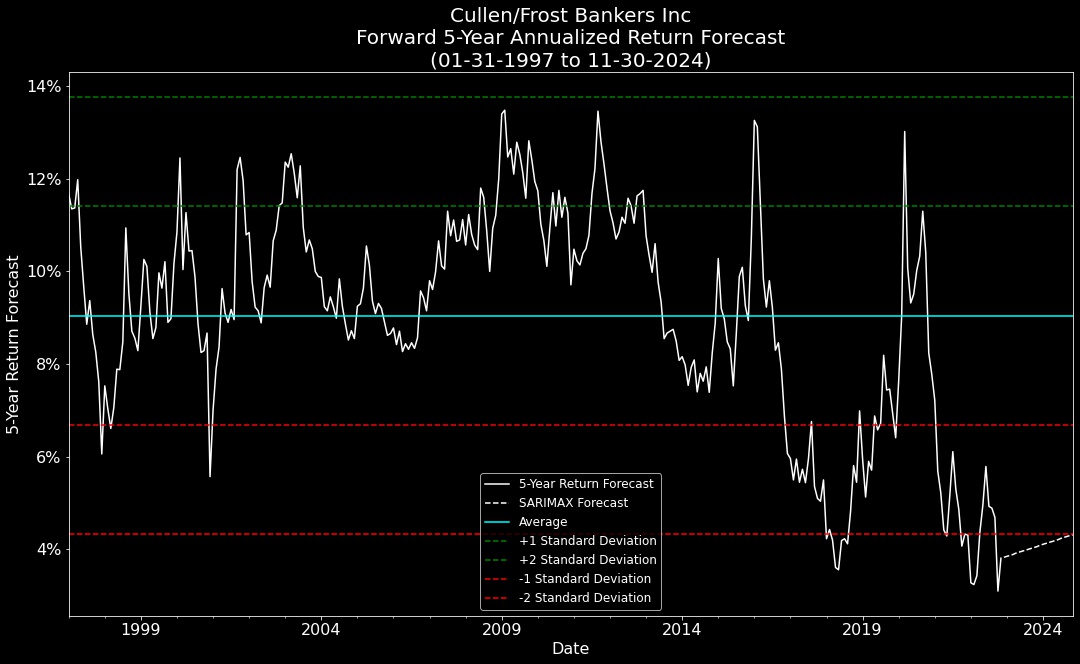 Cullen/Frost Bankers Inc
Forward 5-Year Annualized Return Forecast
(01-31-1997 to 11-30-2024)
14%
12%
10%
8%
6%
4%
5-Year Return Forecast
5-Year Return Forecast
SARIMAX Forecast
Average
+1 Standard Deviation
+2 Standard Deviation
-1 Standard Deviation
-2 Standard Deviation
1999
2004
2009
2014
2019
2024
Date